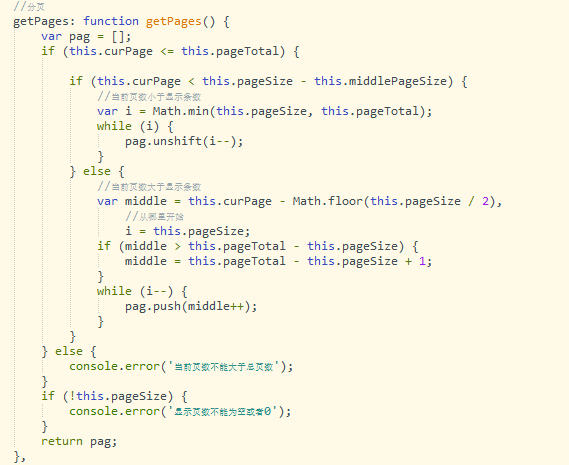 //分页
getPages: function getPages() {
var pag = [];
if (this.curPage <= this.pageTotal) {
if (this.curPage < this.pageSize - this.middlePageSize) {
//当前页数小于显示条数
var i = Math.min(this.pageSize, this.pageTotal);
while (i) {
pag.unshift(i--);
}
} else {
//当前页数大于显示条数
var middle = this.curPage - Math.floor(this.pageSize / 2),
//从哪里开始
i = this.pageSize;
if (middle > this.pageTotal - this.pageSize) {
middle = this.pageTotal - this.pageSize + 1;
}
while (i--) {
pag.push(middle++);
}
}
} else {
console.error('当前页数不能大于总页数');
}
if (!this.pageSize) {
console.error('显示页数不能为空或者0');
}
return pag;
},